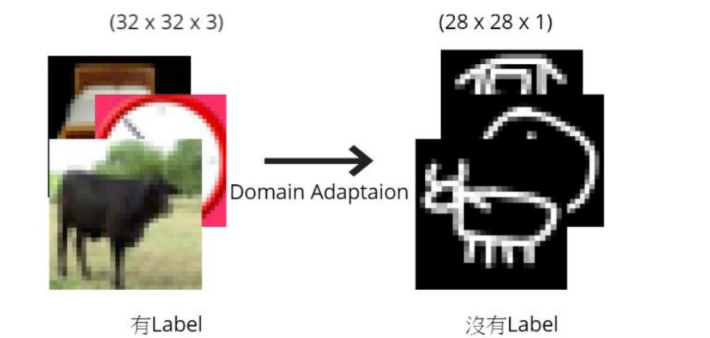 (32 x 32 x 3)
(28 x 28 x 1)
Domain Adaptaion
有Label
沒有Label